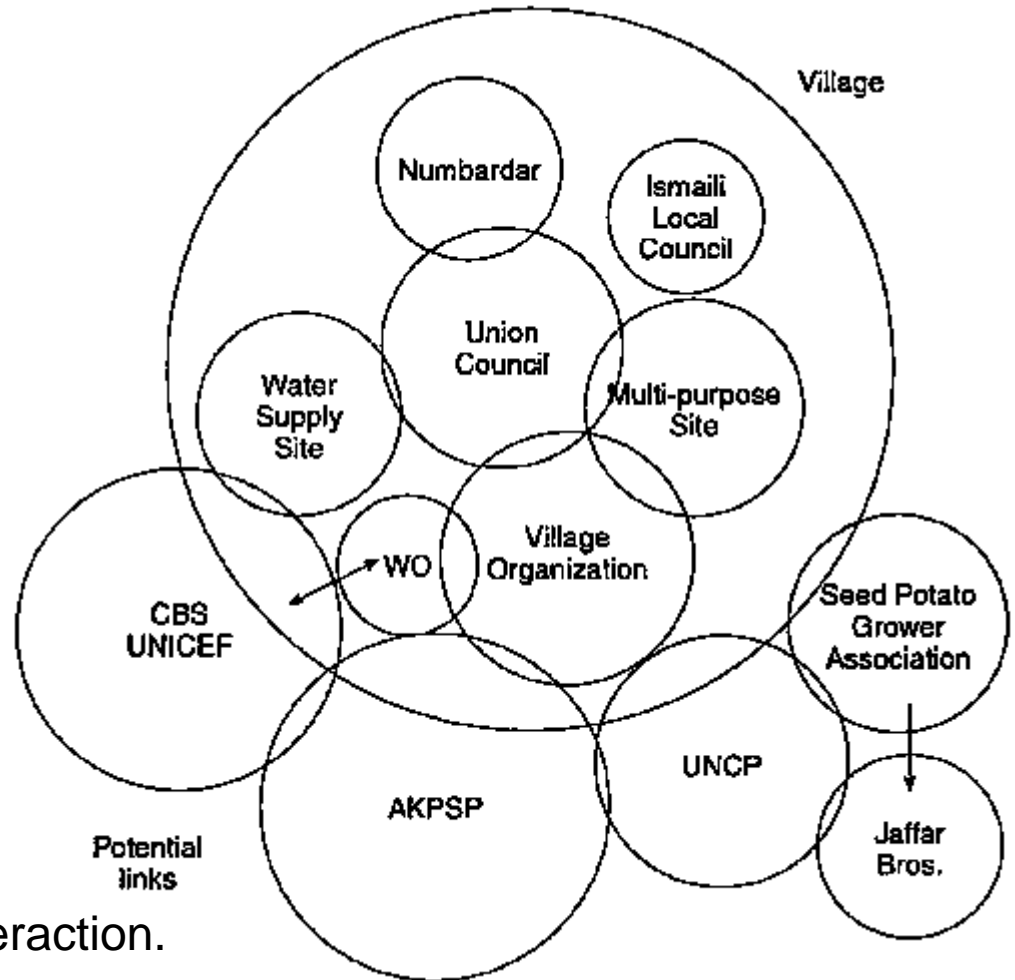 Village
Numbardar
Ismaili
Local
Council
Union
Council
Water
Supply
Site
Multi-purpose
Site
Village
Organization
WO
CBS
UNICEF
Seed Potato
Grower
Association
UNCP
AKPSP
Jaffar
Bros.
Potential
links
eraction.